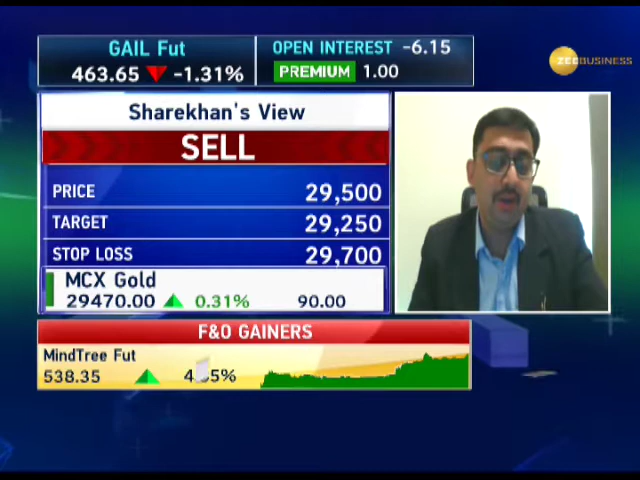 GAIL Fut
463.65 -1.31%
OPEN INTEREST -6.15
PREMIUM 1.00
ZEE BUSINESS
Sharekhan's View
SELL
PRICE 29,500
TARGET 29,250
STOP LOSS 29,700
MCX Gold
29470.00 0.31% 90.00
F&O GAINERS
MindTree Fut
538.35